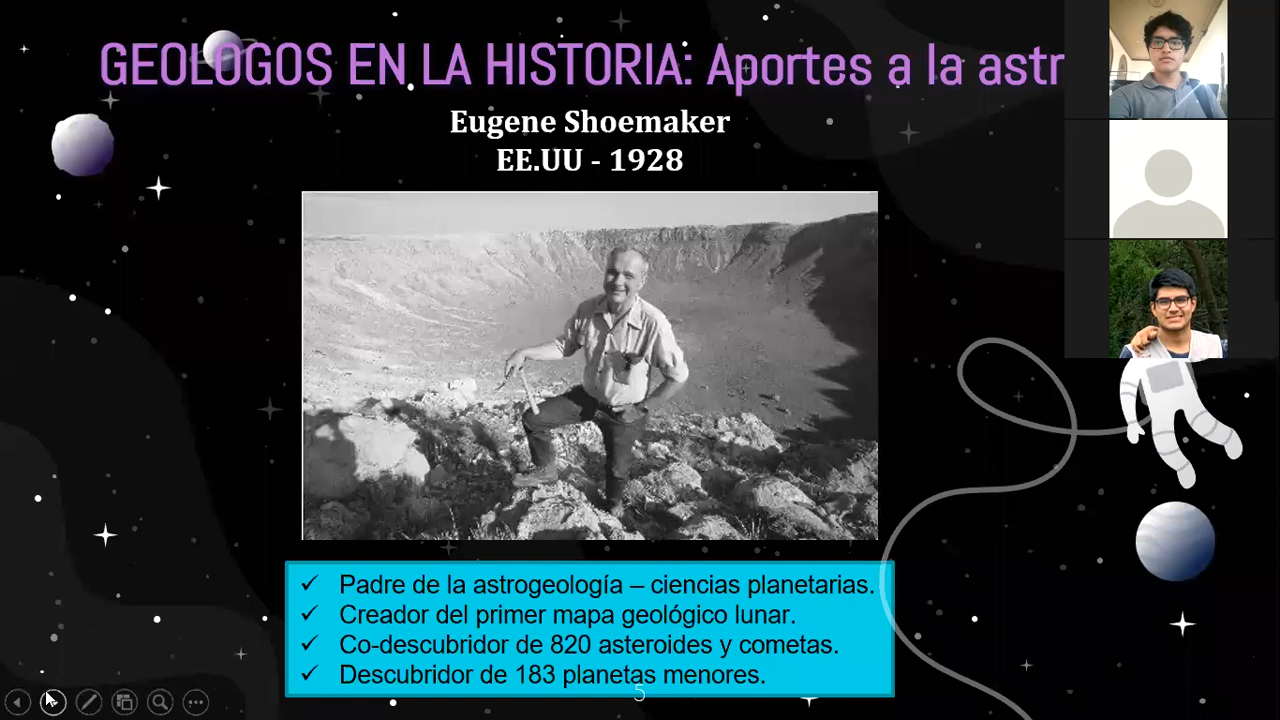 GEOLOGOS EN LA HISTORIA: Aportes a la astr
Eugene Shoemaker
EE.UU - 1928
✓ Padre de la astrogeología – ciencias planetarias.
✓ Creador del primer mapa geológico lunar.
✓ Co-descubridor de 820 asteroides y cometas.
✓ Descubridor de 183 planetas menores.
5